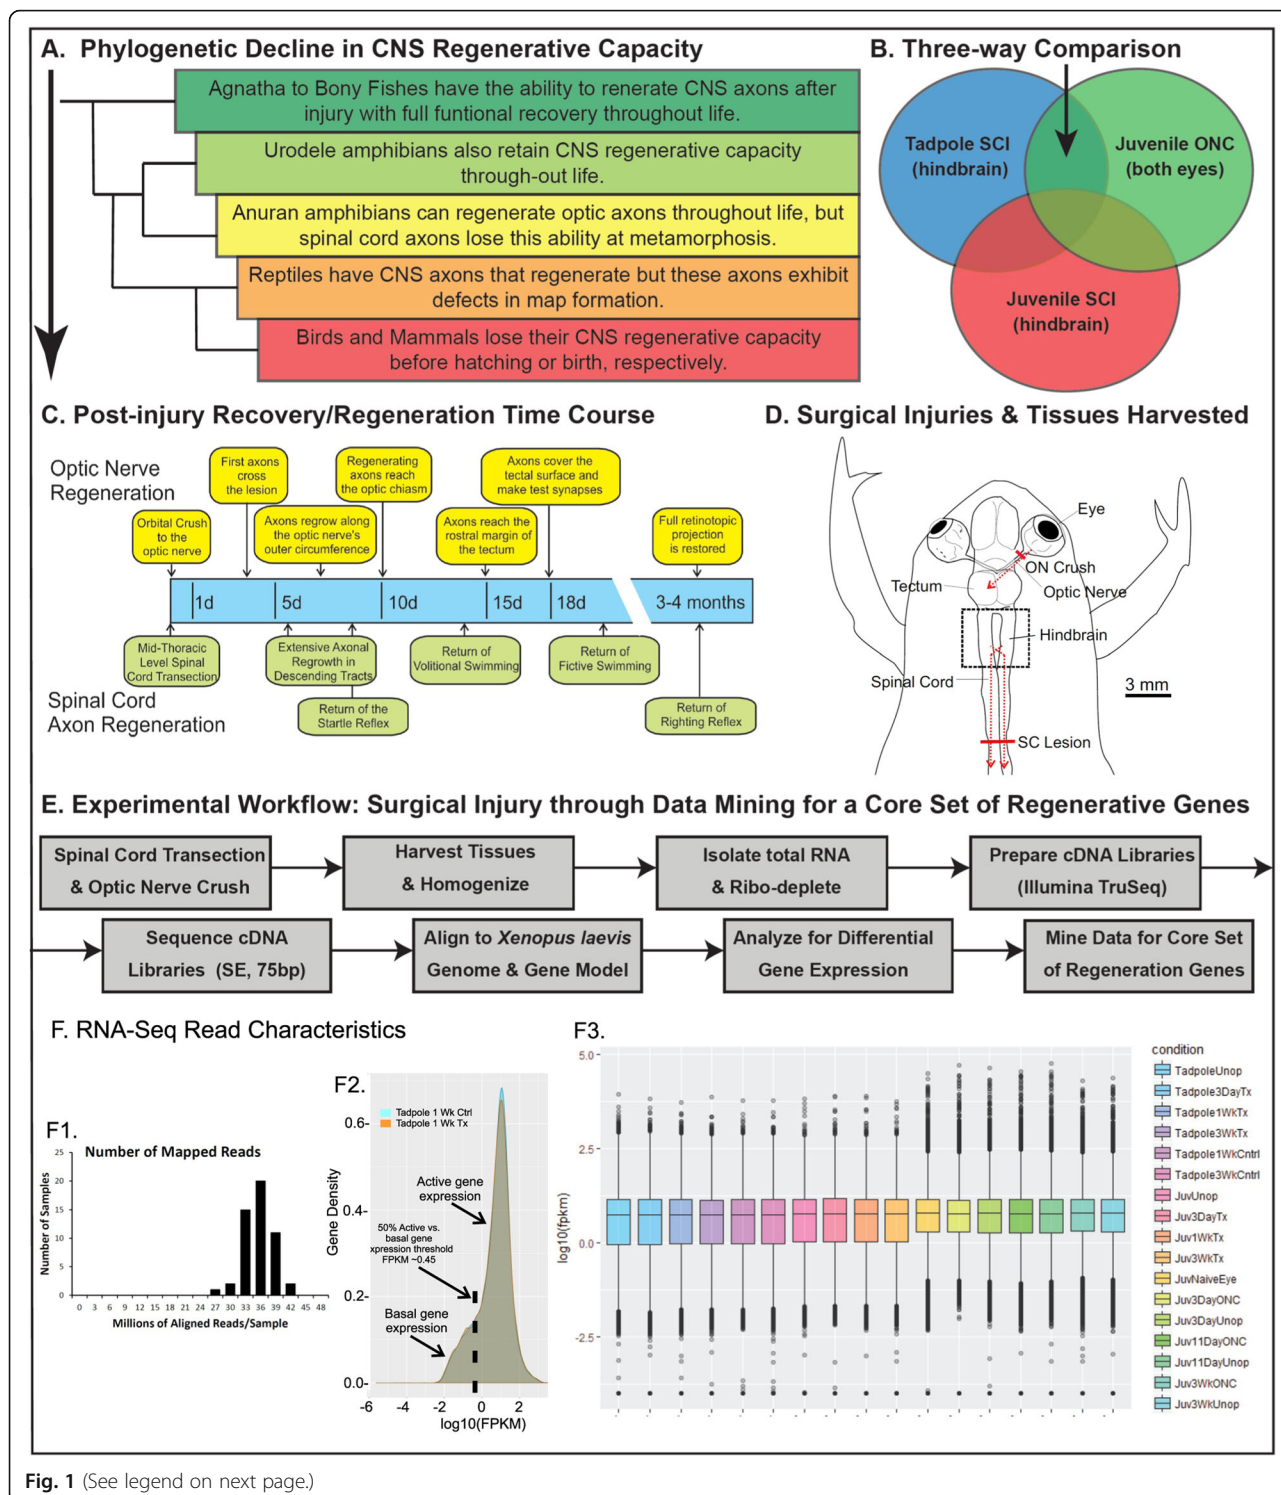 A. Phylogenetic Decline in CNS Regenerative Capacity
Agnatha to Bony Fishes have the ability to renerate CNS axons after
injury with full funtional recovery throughout life.
Urodele amphibians also retain CNS regenerative capacity
through-out life.
Anuran amphibians can regenerate optic axons throughout life, but
spinal cord axons lose this ability at metamorphosis.
Reptiles have CNS axons that regenerate but these axons exhibit
defects in map formation.
Birds and Mammals lose their CNS regenerative capacity
before hatching or birth, respectively.
B. Three-way Comparison
Tadpole SCI
(hindbrain)
Juvenile ONC
(both eyes)
Juvenile SCI
(hindbrain)
C. Post-injury Recovery/Regeneration Time Course
Optic Nerve
Regeneration
Orbital Crush
to the
optic nerve
First axons
cross
the lesion
Axons regrow along
the optic nerve's
outer circumference
Regenerating
axons reach
the optic chiasm
Axons reach the
rostral margin of
the tectum
Axons cover the
tectal surface and
make test synapses
Full retinotopic
projection
is restored
1d
5d
10d
15d
18d
3-4 months
Mid-Thoracic
Level Spinal
Cord Transection
Extensive Axonal
Regrowth in
Descending Tracts
Return of the
Startle Reflex
Return of
Volitional Swimming
Return of
Fictive Swimming
Return of
Righting Reflex
Spinal Cord
Axon Regeneration
D. Surgical Injuries & Tissues Harvested
Eye
ON Crush
Optic Nerve
Tectum
Hindbrain
Spinal Cord
3 mm
SC Lesion
E. Experimental Workflow: Surgical Injury through Data Mining for a Core Set of Regenerative Genes
Spinal Cord Transection
& Optic Nerve Crush
Harvest Tissues
& Homogenize
Isolate total RNA
& Ribo-deplete
Prepare cDNA Libraries
(Illumina TruSeq)
Sequence cDNA
Libraries (SE, 75bp)
Align to Xenopus laevis
Genome & Gene Model
Analyze for Differential
Gene Expression
Mine Data for Core Set
of Regeneration Genes
F. RNA-Seq Read Characteristics
F1.
Number of Mapped Reads
Number of Samples
25
20
15
10
5
0
0 3 6 9 12 15 18 21 24 27 30 33 36 39 42 45 48
Millions of Aligned Reads/Sample
F2.
Tadpole 1 Wk Ctrl
Tadpole 1 Wk Tx
Gene Density
0.6-
0.4-
0.2-
0.0-
Active gene
expression
50% Active vs.
basal gene
xpression threshold
FPKM ~0.45
Basal gene
expression
-6 -4 -2 0 2
log10(FPKM)
F3.
log10(fpkm)
5.0
2.5
0.0
-2.5
condition
TadpoleUnop
Tadpole3DayTx
Tadpole1WkTx
Tadpole3WkTx
Tadpole1WkCntrl
Tadpole3WkCntrl
JuvUnop
Juv3DayTx
Juv1WkTx
Juv3WkTx
JuvNaiveEye
Juv3DayONC
Juv3DayUnop
Juv11DayONC
Juv11DayUnop
Juv3WkONC
Juv3WkUnop
Fig. 1 (See legend on next page.)